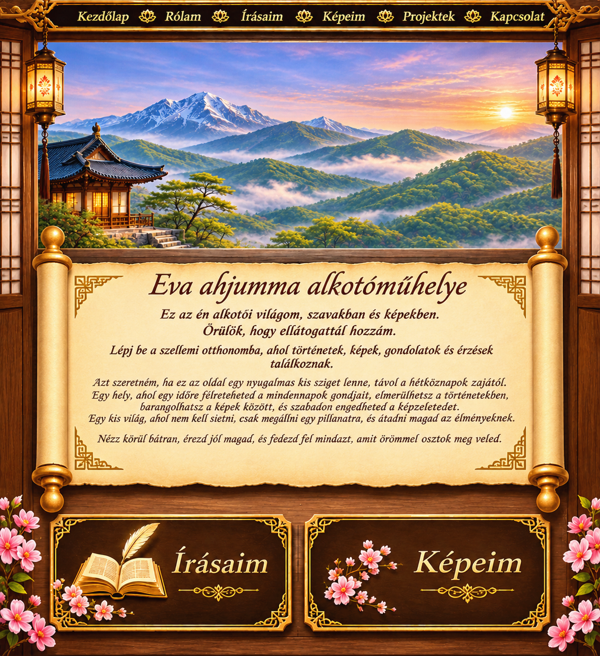 Kezdőlap Rólam Írásaim Képeim Projektek Kapcsolat
Eva ahjumma alkotóműhelye
Ez az én alkotói világom, szavakban és képekben.
Örülök, hogy ellátogattál hozzám.
Lépj be a szellemi otthonomba, ahol történetek, képek, gondolatok és érzések
találkoznak.
Azt szeretném, ha ez az oldal egy nyugalmas kis sziget lenne, távol a hétköznapok zajától.
Egy hely, ahol egy időre félreteheted a mindennapok gondjait, elmerülhetsz a történetekben,
barangolhatsz a képek között, és szabadon engedheted a képzeletedet.
Egy kis világ, ahol nem kell sietni, csak megállni egy pillanatra, és átadni magad az élményeknek.
Nézz körül bátran, érezd jól magad, és fedezd fel mindazt, amit örömmel osztok meg veled.
Írásaim
Képeim